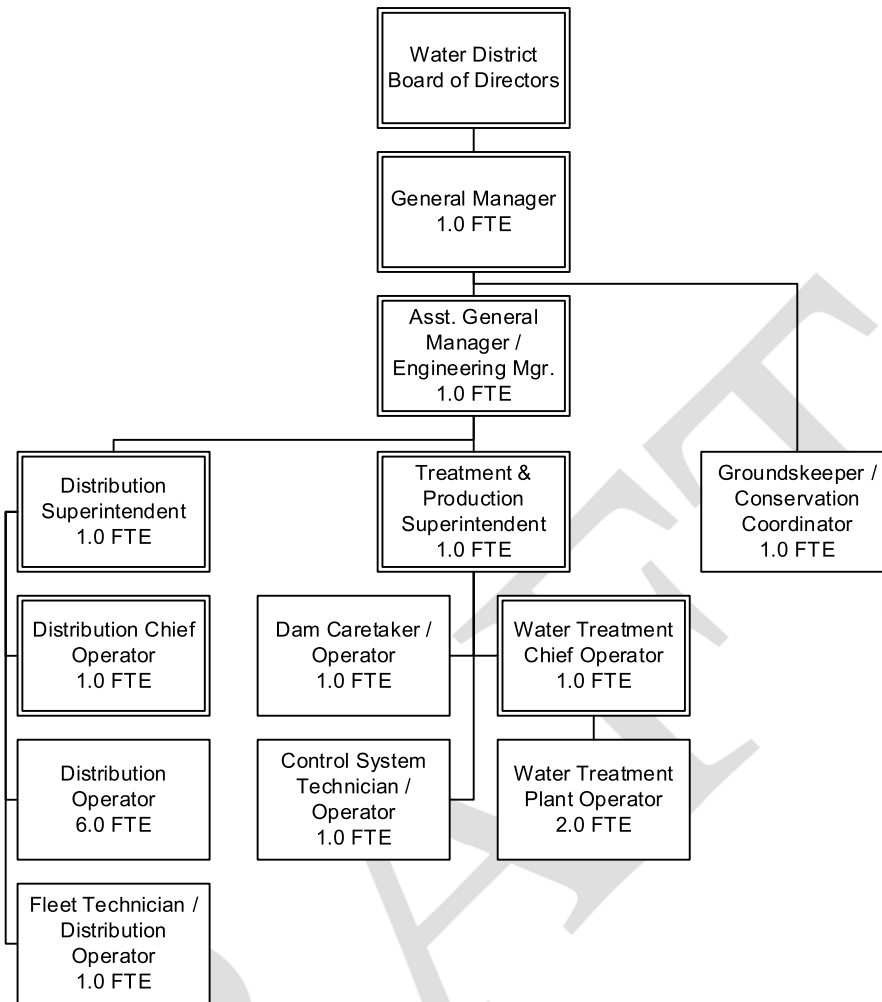 Water District
Board of Directors
General Manager
1.0 FTE
Asst. General
Manager /
Engineering Mgr.
1.0 FTE
Distribution
Superintendent
1.0 FTE
Treatment &
Production
Superintendent
1.0 FTE
Groundskeeper /
Conservation
Coordinator
1.0 FTE
Distribution Chief
Operator
1.0 FTE
Dam Caretaker /
Operator
1.0 FTE
Water Treatment
Chief Operator
1.0 FTE
Distribution
Operator
6.0 FTE
Control System
Technician /
Operator
1.0 FTE
Water Treatment
Plant Operator
2.0 FTE
Fleet Technician /
Distribution
Operator
1.0 FTE
RAFT